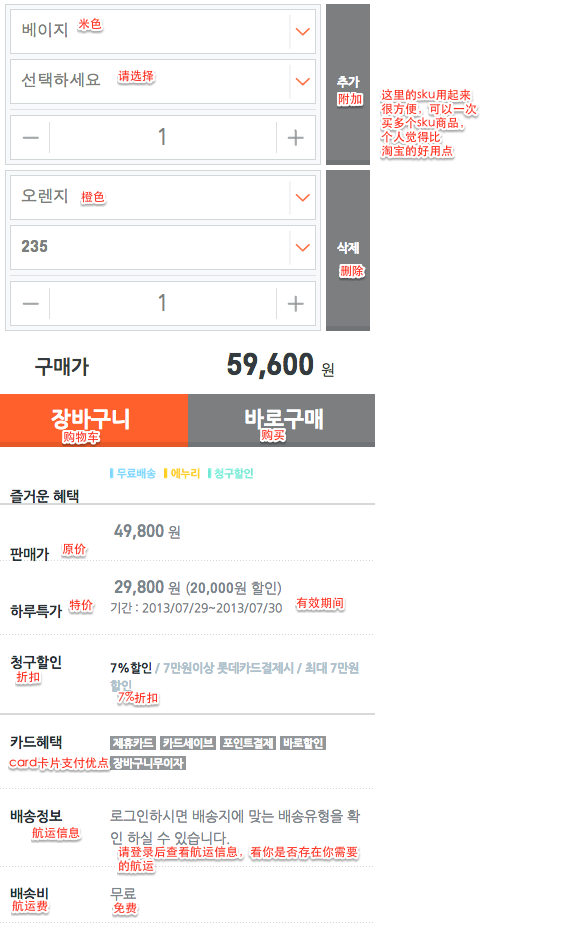 베이지 米色
선택하세요 请选择
추가
附加
这里的sku用起来
很方便，可以一次
买多个sku商品，
个人觉得比
淘宝的好用点
— 1 +
오렌지 橙色
235
삭제
删除
— 1 +
구매가 59,600 원
장바구니 바로구매
购物车 购买
무료배송 에누리 청구할인
즐거운 혜택
49,800 원
판매가 原价
29,800 원 (20,000원 할인)
하루특가 特价 기간 : 2013/07/29~2013/07/30 有效期间
청구할인 7%할인 / 7만원이상 롯데카드결제시 / 최대 7만원
할인
折扣 7%折扣
카드혜택 제휴카드 카드세이브 포인트결제 바로할인
card卡片支付优点 장바구니무이자
배송정보 로그인하시면 배송지에 맞는 배송유형을 확
航运信息 인 하실 수 있습니다.
请登录后查看航运信息，看你是否存在你需要
的航运
배송비 무료
航运费 免费